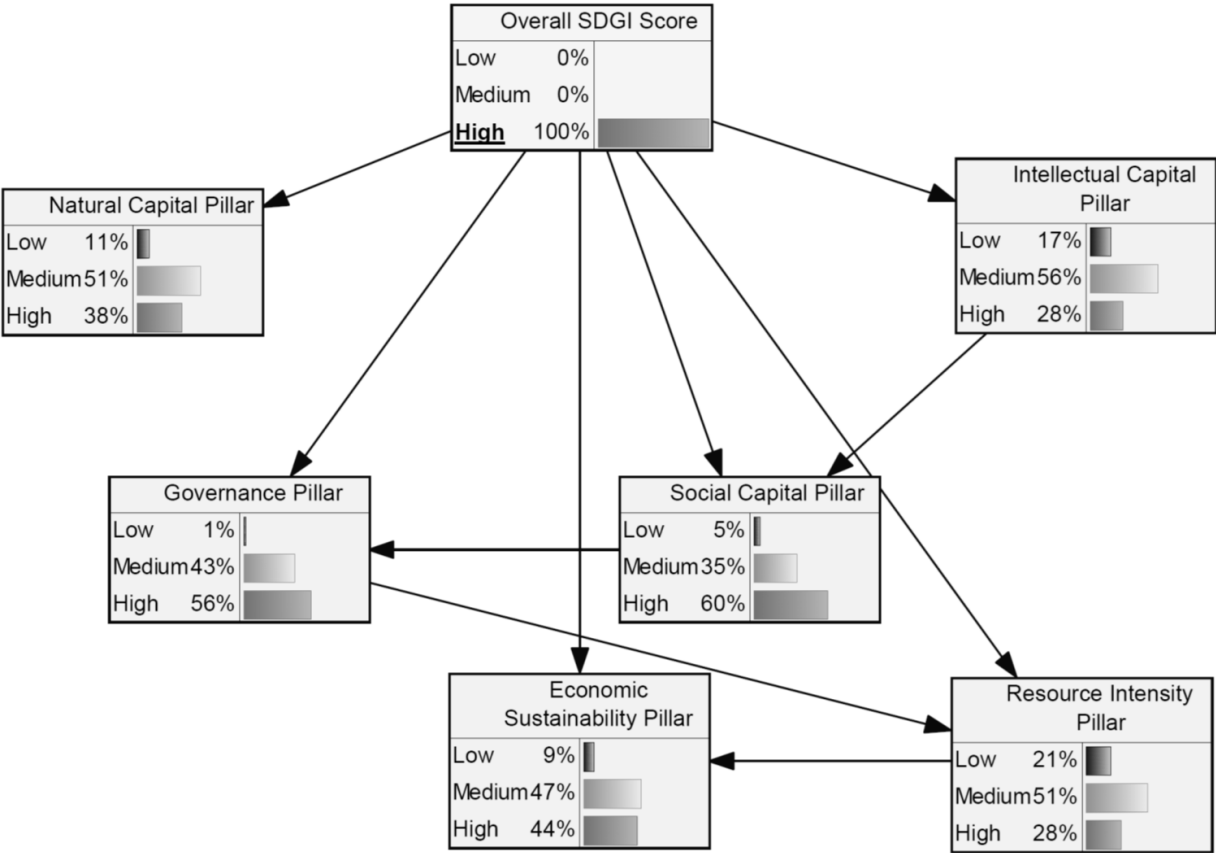 Overall SDGI Score
Low 0%
Medium 0%
High 100%
Natural Capital Pillar
Low 11%
Medium 51%
High 38%
Intellectual Capital
Pillar
Low 17%
Medium 56%
High 28%
Governance Pillar
Low 1%
Medium 43%
High 56%
Social Capital Pillar
Low 5%
Medium 35%
High 60%
Economic
Sustainability Pillar
Low 9%
Medium 47%
High 44%
Resource Intensity
Pillar
Low 21%
Medium 51%
High 28%